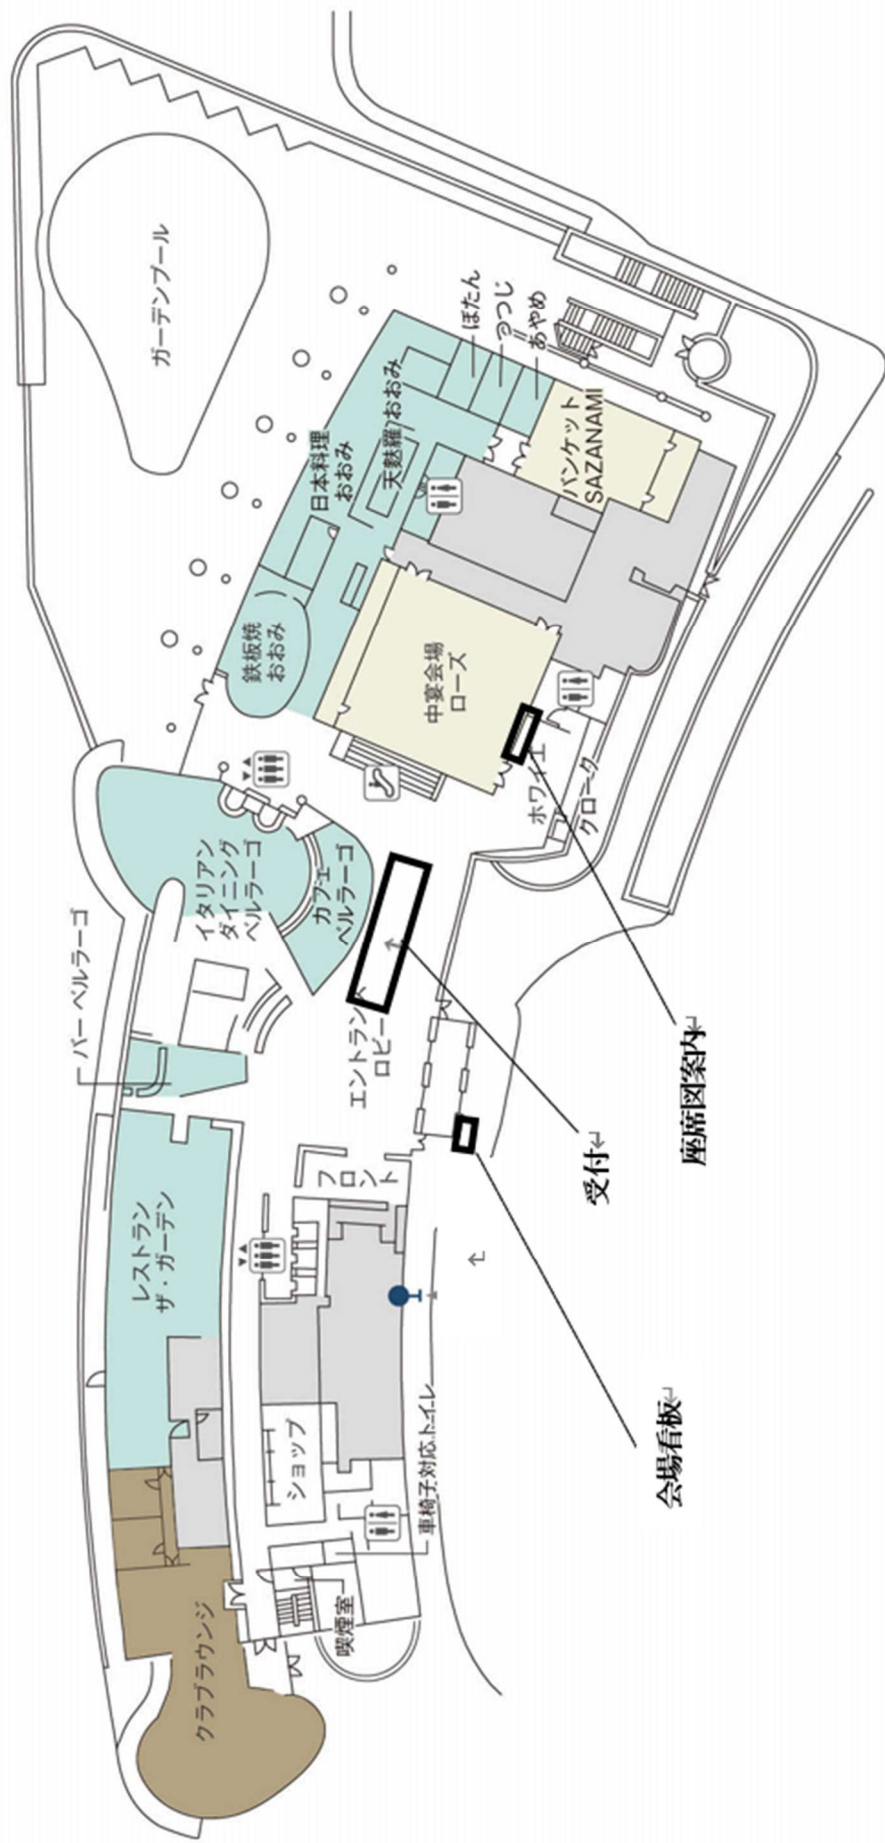 クラブラウンジ
レストラン
ザ・ガーデン
バー ベルラーゴ
イタリアン
ダイニング
ベルラーゴ
カフェ
ベルラーゴ
ガーデンプール
鉄板焼
おおみ
日本料理
おおみ
天麩羅 おおみ
ぼたん
つつじ
あやめ
バンケット
SAZANAMI
中宴会場
ローズ
ホワイエ
クローク
エントランス
ロビー
フロント
ショップ
喫煙室
車椅子対応トイレ
会場看板
受付
座席図案内